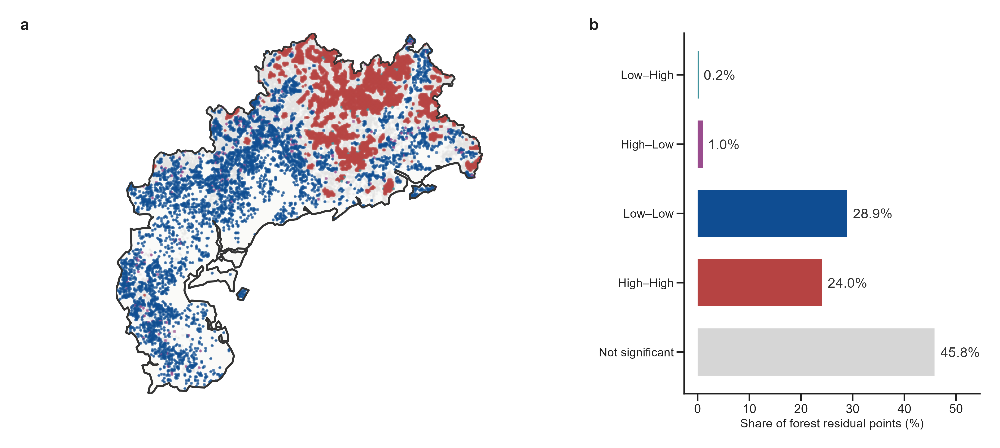 a
b
Low–High
0.2%
High–Low
1.0%
Low–Low
28.9%
High–High
24.0%
Not significant
45.8%
0 10 20 30 40 50
Share of forest residual points (%)